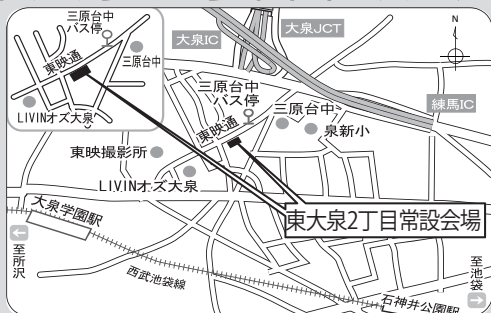 三原台中
バス停
東映通
三原台中
LIVINオズ大泉
大泉IC
大泉JCT
N
練馬IC
三原台中
バス停
東映通
三原台中
泉新小
東映撮影所
LIVINオズ大泉
東大泉2丁目常設会場
大泉学園駅
至所沢
西武池袋線
石神井公園駅
至池袋